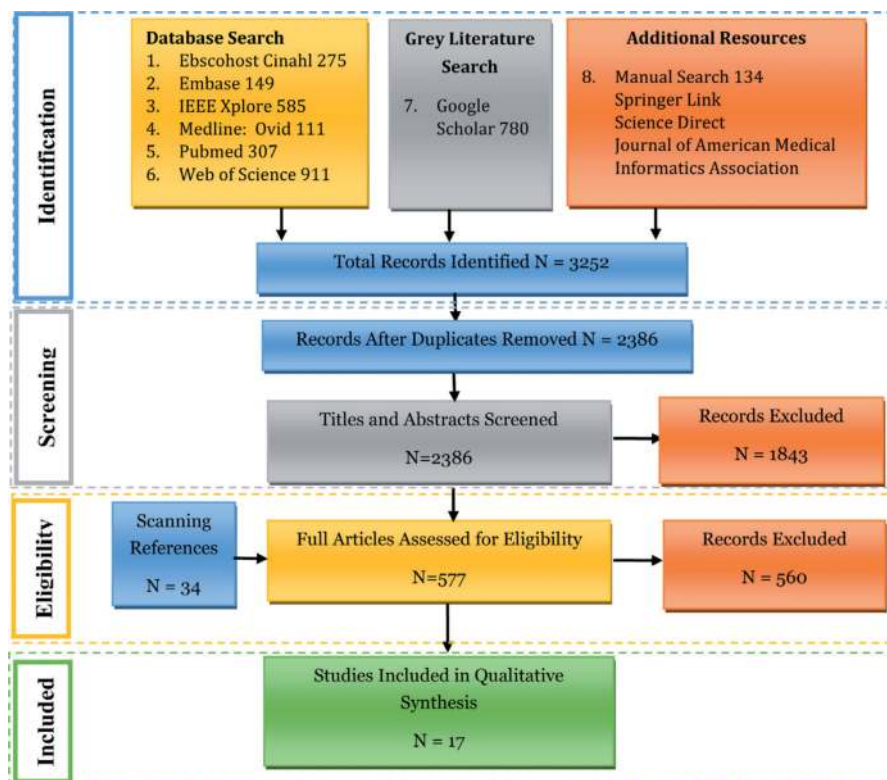 Identification
Database Search
1. Ebscohost Cinahl 275
2. Embase 149
3. IEEE Xplore 585
4. Medline: Ovid 111
5. Pubmed 307
6. Web of Science 911
Grey Literature
Search
7. Google
Scholar 780
Additional Resources
8. Manual Search 134
Springer Link
Science Direct
Journal of American Medical
Informatics Association
Total Records Identified N = 3252
Screening
Records After Duplicates Removed N = 2386
Titles and Abstracts Screened
N=2386
Records Excluded
N = 1843
Eligibility
Scanning
References
N = 34
Full Articles Assessed for Eligibility
N=577
Records Excluded
N = 560
Included
Studies Included in Qualitative
Synthesis
N = 17